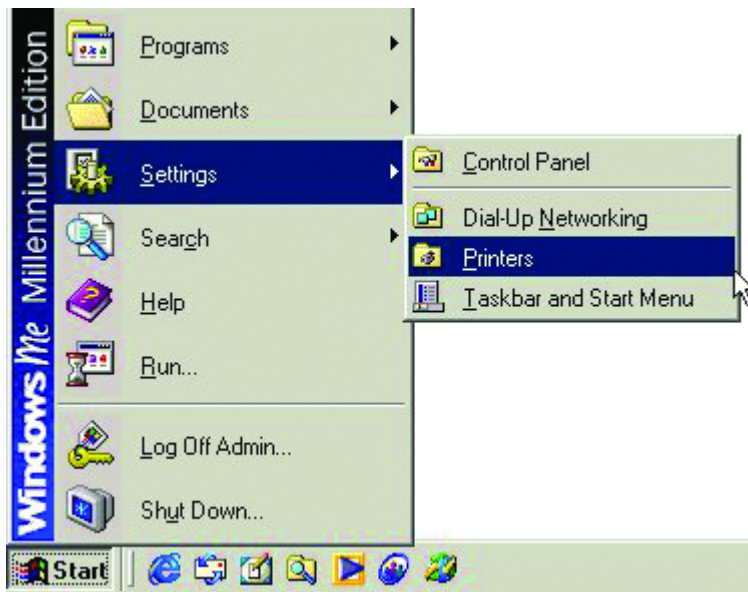 Windows Me Millennium Edition
Programs
Documents
Settings
Search
Help
Run...
Log Off Admin...
Shut Down...
Control Panel
Dial-Up Networking
Printers
Taskbar and Start Menu
Start